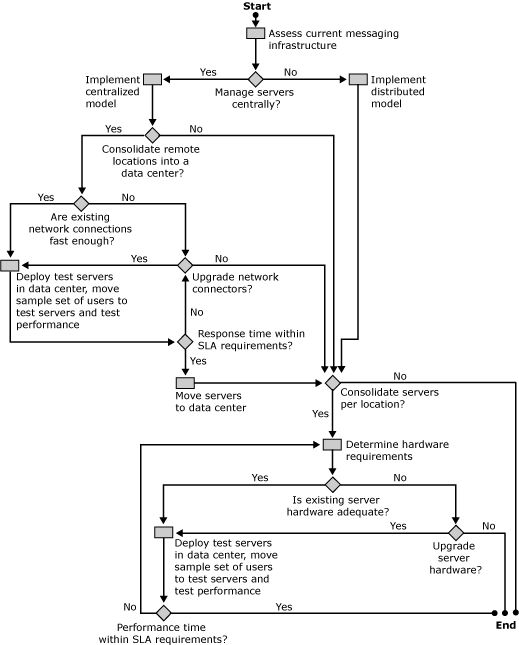 Start
Assess current messaging
infrastructure
Yes
No
Implement
centralized
model
Manage servers
centrally?
Implement
distributed
model
Yes
No
Consolidate remote
locations into a
data center?
Yes
No
Are existing
network connections
fast enough?
Yes
No
Deploy test servers
in data center, move
sample set of users to
test servers and test
performance
Upgrade network
connectors?
No
Response time within
SLA requirements?
Yes
Move servers
to data center
No
Consolidate servers
per location?
Yes
Determine hardware
requirements
Yes
No
Is existing server
hardware adequate?
Yes
No
Deploy test servers
in data center, move
sample set of users
to test servers and
test performance
Upgrade
server
hardware?
No
Yes
Performance time
within SLA requirements?
End